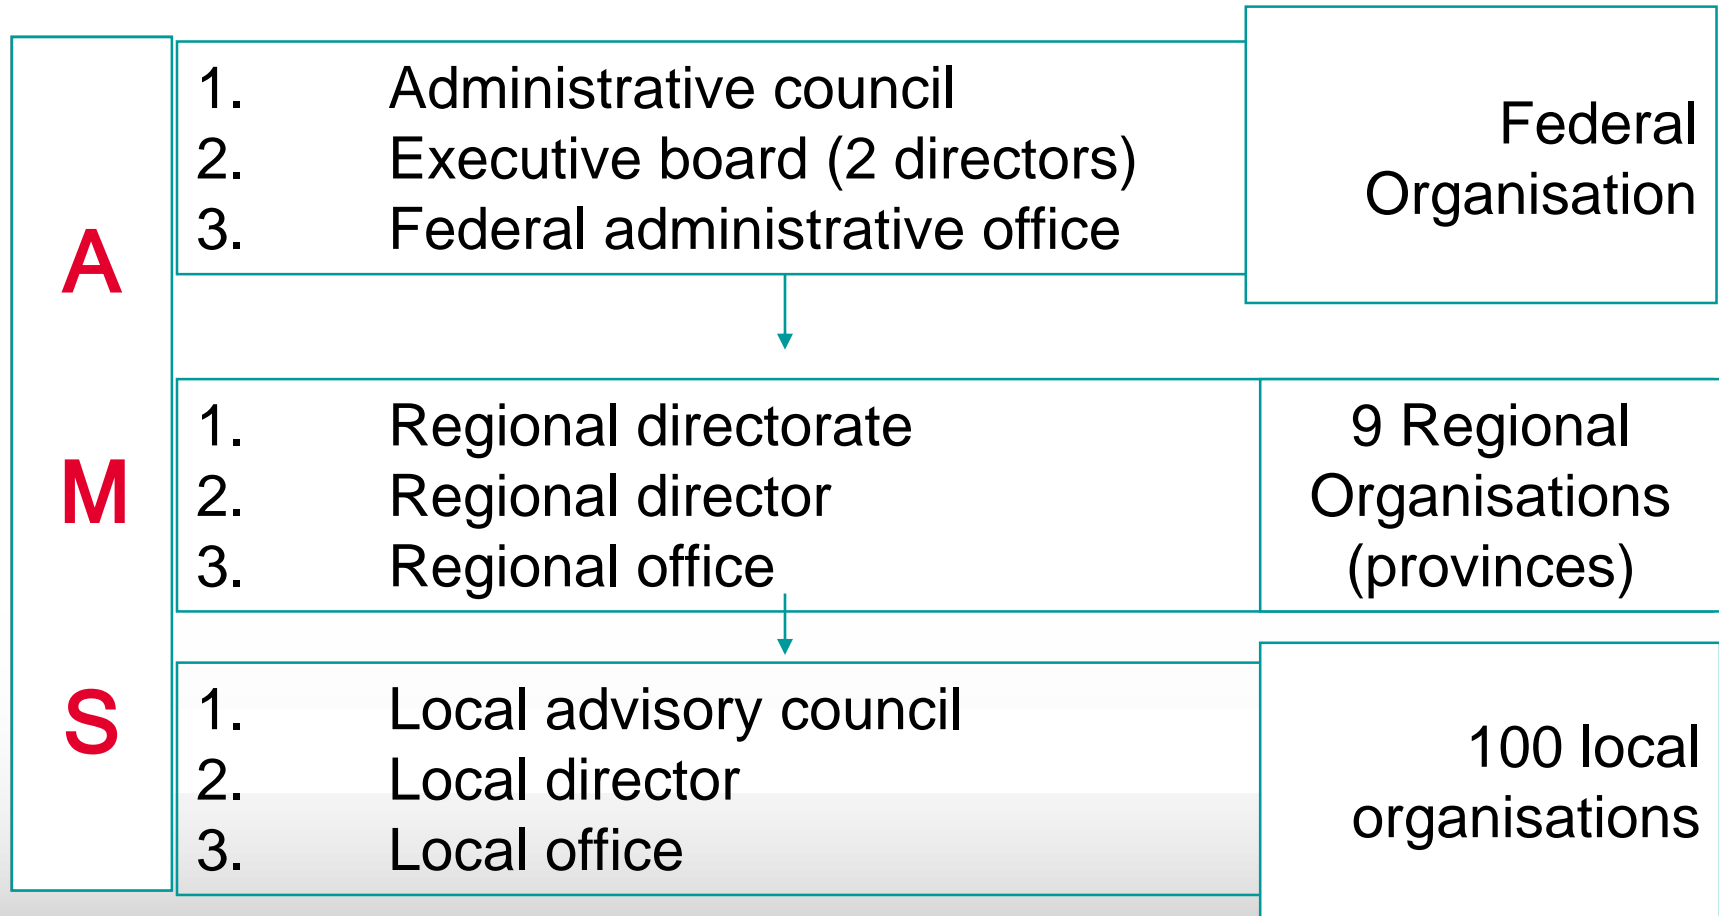 A
M
S
1. Administrative council
2. Executive board (2 directors)
3. Federal administrative office
Federal
Organisation
1. Regional directorate
2. Regional director
3. Regional office
9 Regional
Organisations
(provinces)
1. Local advisory council
2. Local director
3. Local office
100 local
organisations